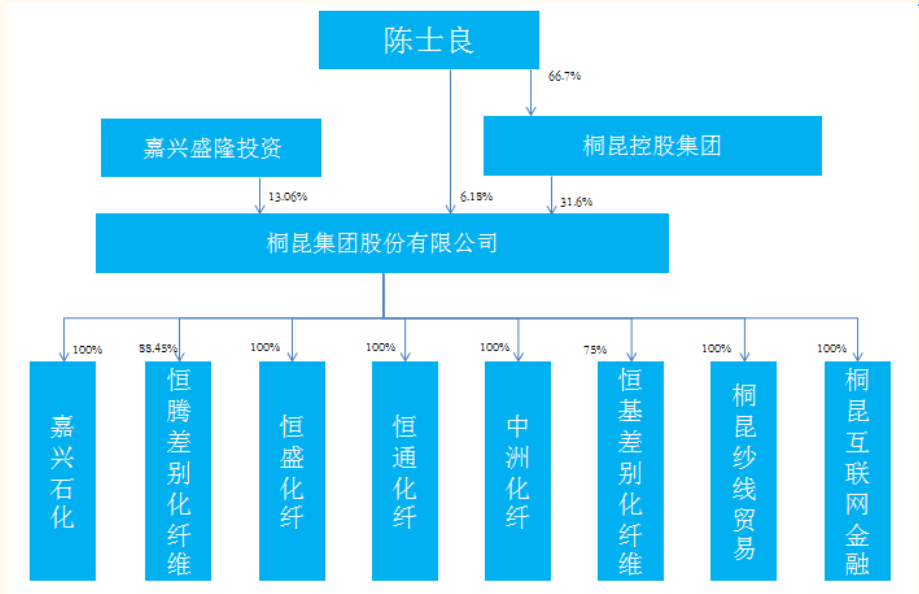 陈士良
66.7%
嘉兴盛隆投资
桐昆控股集团
13.06%
6.18%
31.6%
桐昆集团股份有限公司
100%
88.45%
100%
100%
100%
75%
100%
100%
嘉兴石化
恒腾差别化纤维
恒盛化纤
恒通化纤
中洲化纤
恒基差别化纤维
桐昆纱线贸易
桐昆互联网金融